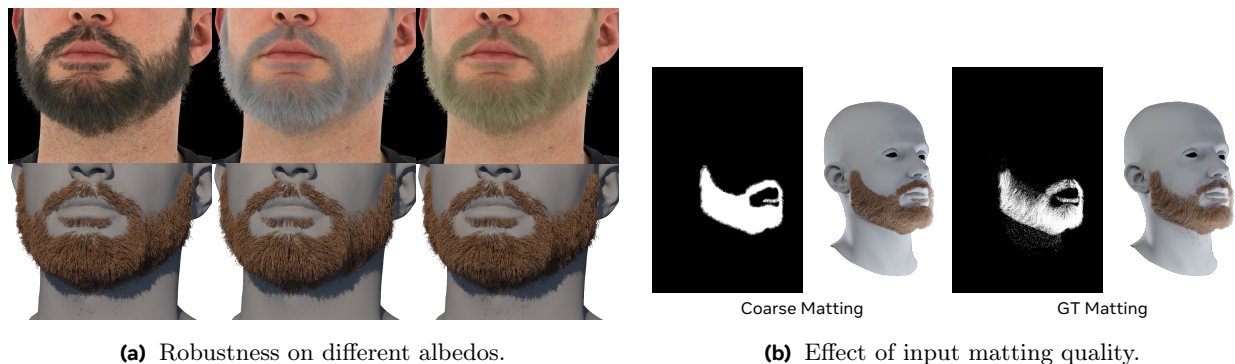 Coarse Matting
GT Matting
(a) Robustness on different albedos.
(b) Effect of input matting quality.